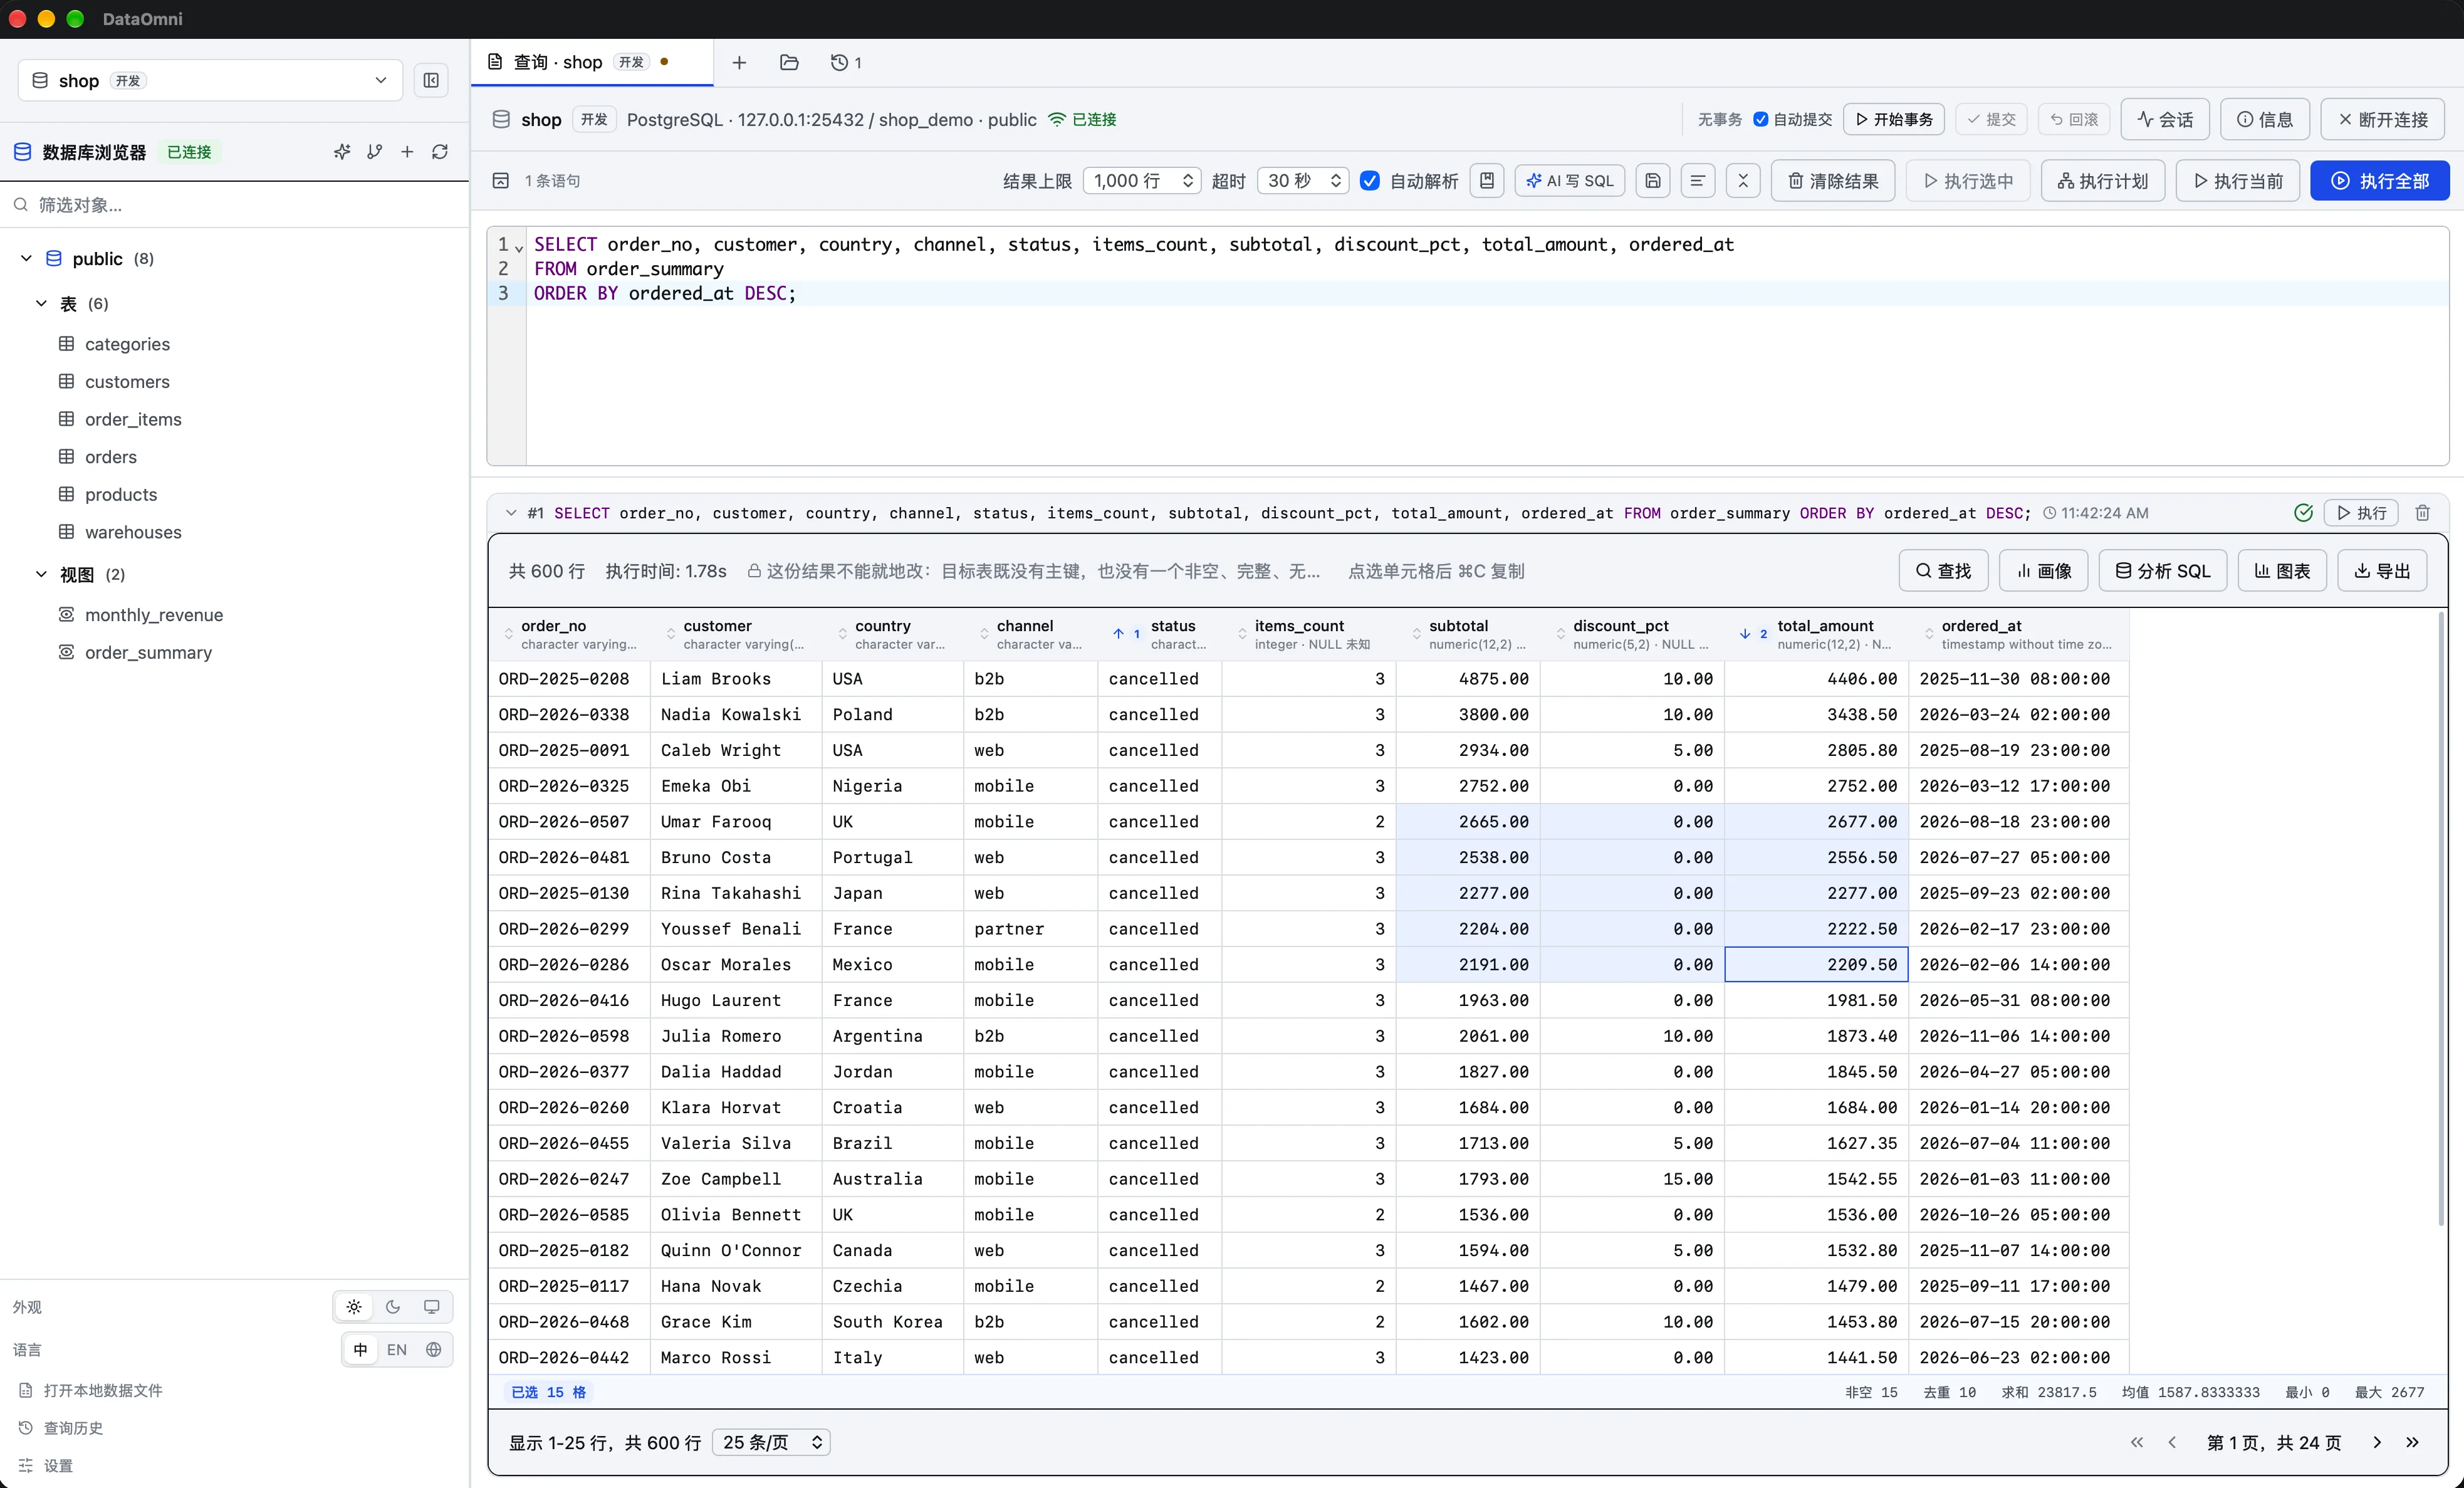 DataOmni
shop 开发
数据库浏览器 已连接
筛选对象...
public (8)
表 (6)
categories
customers
order_items
orders
products
warehouses
视图 (2)
monthly_revenue
order_summary
外观
语言 中 EN
打开本地数据文件
查询历史
设置
查询 · shop 开发 1
shop 开发 PostgreSQL · 127.0.0.1:25432 / shop_demo · public 已连接 无事务 自动提交 开始事务 提交 回滚 会话 信息 断开连接
1 条语句 结果上限 1,000 行 超时 30 秒 自动解析 AI 写 SQL 清除结果 执行选中 执行计划 执行当前 执行全部
1 SELECT order_no, customer, country, channel, status, items_count, subtotal, discount_pct, total_amount, ordered_at
2 FROM order_summary
3 ORDER BY ordered_at DESC;
#1 SELECT order_no, customer, country, channel, status, items_count, subtotal, discount_pct, total_amount, ordered_at FROM order_summary ORDER BY ordered_at DESC; 11:42:24 AM 执行
共 600 行 执行时间: 1.78s 这份结果不能就地改：目标表既没有主键，也没有一个非空、完整、无... 点选单元格后 ⌘C 复制 查找 画像 分析 SQL 图表 导出
order_no customer country channel 1 status items_count subtotal discount_pct 2 total_amount ordered_at
character varying... character varying(... character var... character va... charact... integer · NULL 未知 numeric(12,2) ... numeric(5,2) · NULL ... numeric(12,2) · N... timestamp without time zo...
ORD-2025-0208 Liam Brooks USA b2b cancelled 3 4875.00 10.00 4406.00 2025-11-30 08:00:00
ORD-2026-0338 Nadia Kowalski Poland b2b cancelled 3 3800.00 10.00 3438.50 2026-03-24 02:00:00
ORD-2025-0091 Caleb Wright USA web cancelled 3 2934.00 5.00 2805.80 2025-08-19 23:00:00
ORD-2026-0325 Emeka Obi Nigeria mobile cancelled 3 2752.00 0.00 2752.00 2026-03-12 17:00:00
ORD-2026-0507 Umar Farooq UK mobile cancelled 2 2665.00 0.00 2677.00 2026-08-18 23:00:00
ORD-2026-0481 Bruno Costa Portugal web cancelled 3 2538.00 0.00 2556.50 2026-07-27 05:00:00
ORD-2025-0130 Rina Takahashi Japan web cancelled 3 2277.00 0.00 2277.00 2025-09-23 02:00:00
ORD-2026-0299 Youssef Benali France partner cancelled 3 2204.00 0.00 2222.50 2026-02-17 23:00:00
ORD-2026-0286 Oscar Morales Mexico mobile cancelled 3 2191.00 0.00 2209.50 2026-02-06 14:00:00
ORD-2026-0416 Hugo Laurent France mobile cancelled 3 1963.00 0.00 1981.50 2026-05-31 08:00:00
ORD-2026-0598 Julia Romero Argentina b2b cancelled 3 2061.00 10.00 1873.40 2026-11-06 14:00:00
ORD-2026-0377 Dalia Haddad Jordan mobile cancelled 3 1827.00 0.00 1845.50 2026-04-27 05:00:00
ORD-2026-0260 Klara Horvat Croatia web cancelled 3 1684.00 0.00 1684.00 2026-01-14 20:00:00
ORD-2026-0455 Valeria Silva Brazil mobile cancelled 3 1713.00 5.00 1627.35 2026-07-04 11:00:00
ORD-2026-0247 Zoe Campbell Australia mobile cancelled 3 1793.00 15.00 1542.55 2026-01-03 11:00:00
ORD-2026-0585 Olivia Bennett UK mobile cancelled 2 1536.00 0.00 1536.00 2026-10-26 05:00:00
ORD-2025-0182 Quinn O'Connor Canada web cancelled 3 1594.00 5.00 1532.80 2025-11-07 14:00:00
ORD-2025-0117 Hana Novak Czechia mobile cancelled 2 1467.00 0.00 1479.00 2025-09-11 17:00:00
ORD-2026-0468 Grace Kim South Korea b2b cancelled 2 1602.00 10.00 1453.80 2026-07-15 20:00:00
ORD-2026-0442 Marco Rossi Italy web cancelled 3 1423.00 0.00 1441.50 2026-06-23 02:00:00
已选 15 格 非空 15 去重 10 求和 23817.5 均值 1587.8333333 最小 0 最大 2677
显示 1-25 行，共 600 行 25 条/页 第 1 页，共 24 页